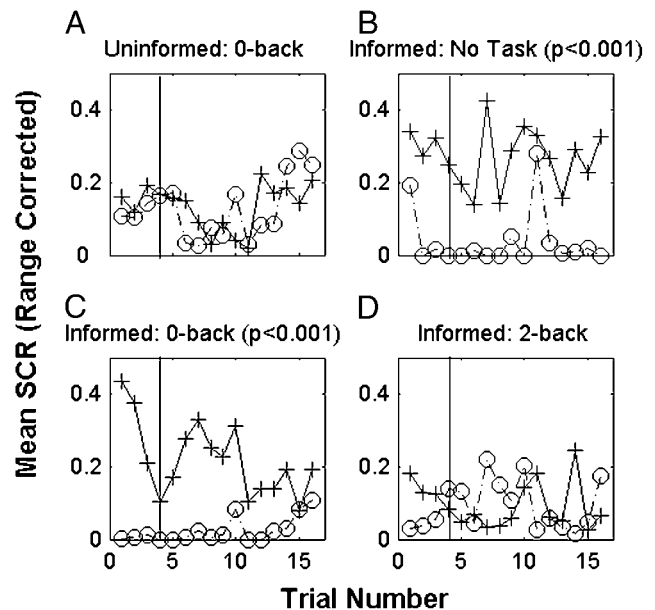 A
Uninformed: 0-back
B
Informed: No Task (p<0.001)
0.4
0.2
0
0.4
0.2
0
C
Informed: 0-back (p<0.001)
D
Informed: 2-back
0.4
0.2
0
0 5 10 15
0.4
0.2
0
0 5 10 15
Mean SCR (Range Corrected)
Trial Number